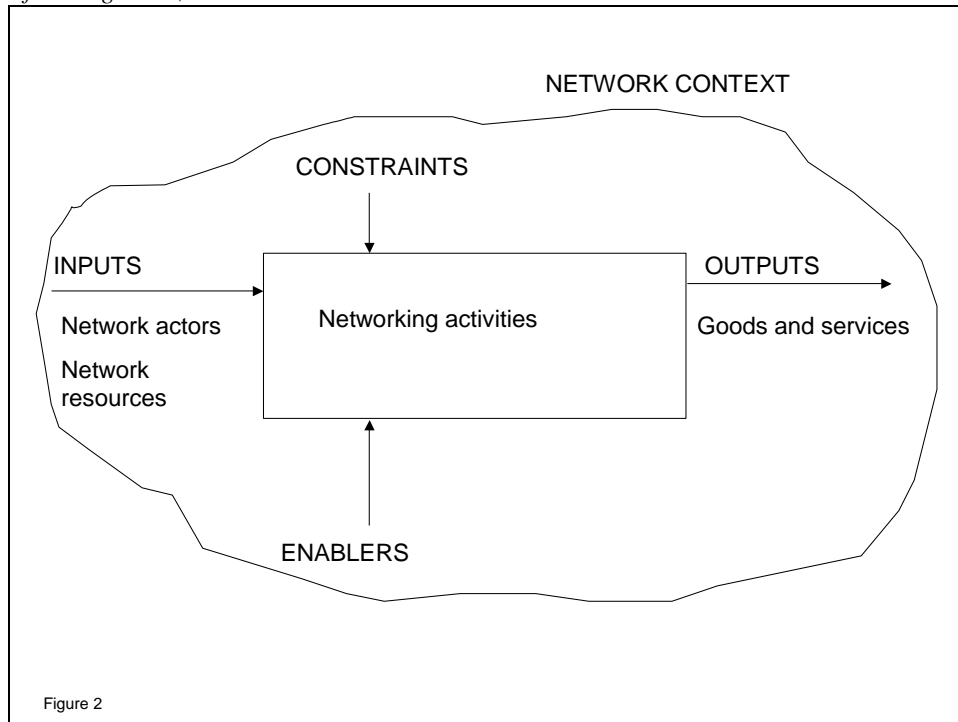 NETWORK CONTEXT
CONSTRAINTS
INPUTS
OUTPUTS
Network actors
Networking activities
Goods and services
Network
resources
ENABLERS
Figure 2